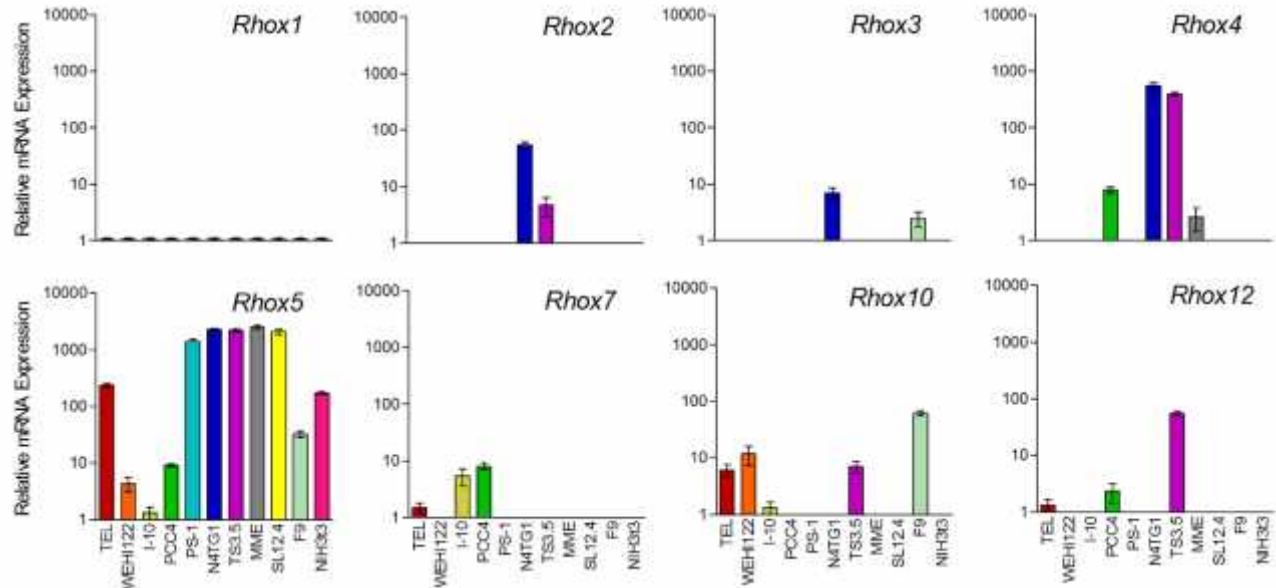 Relative mRNA Expression
10000
1000
100
10
1
Rhox1
10000
1000
100
10
1
Rhox2
10000
1000
100
10
1
Rhox3
10000
1000
100
10
1
Rhox4
Relative mRNA Expression
10000
1000
100
10
1
Rhox5
TEL
WEHI122
I-10
PCC4
PS-1
N4TG1
TS3.5
MME
SL12.4
F9
NIH3t3
10000
1000
100
10
1
Rhox7
TEL
WEHI122
I-10
PCC4
PS-1
N4TG1
TS3.5
MME
SL12.4
F9
NIH3t3
10000
1000
100
10
1
Rhox10
TEL
WEHI122
I-10
PCC4
PS-1
N4TG1
TS3.5
MME
SL12.4
F9
NIH3t3
10000
1000
100
10
1
Rhox12
TEL
WEHI122
I-10
PCC4
PS-1
N4TG1
TS3.5
MME
SL12.4
F9
NIH3t3